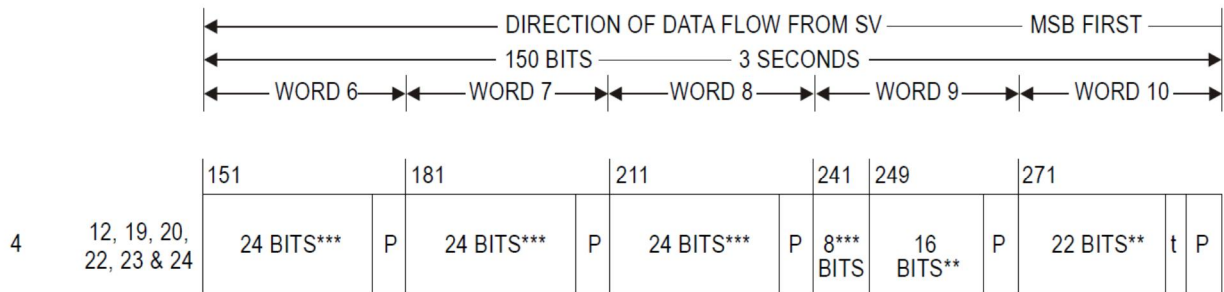 DIRECTION OF DATA FLOW FROM SV MSB FIRST
150 BITS 3 SECONDS
WORD 6 WORD 7 WORD 8 WORD 9 WORD 10
151 181 211 241 249 271
4 12, 19, 20, 24 BITS*** P 24 BITS*** P 24 BITS*** P 8*** 16 P 22 BITS** t P
22, 23 & 24 BITS BITS**